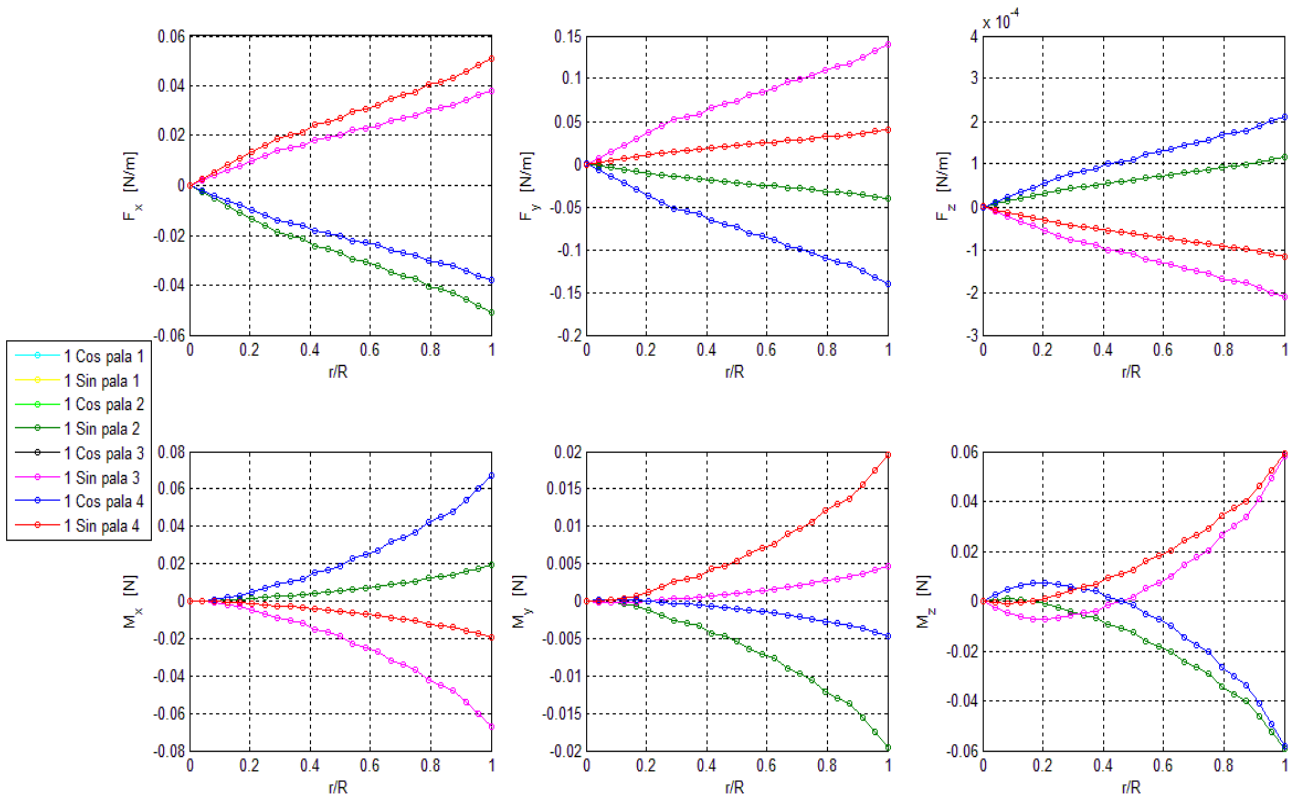 0.06
0.04
0.02
0
-0.02
-0.04
-0.06
F_x [N/m]
0 0.2 0.4 0.6 0.8 1
r/R
0.15
0.1
0.05
0
-0.05
-0.1
-0.15
-0.2
F_y [N/m]
0 0.2 0.4 0.6 0.8 1
r/R
x 10^-4
4
3
2
1
0
-1
-2
-3
F_z [N/m]
0 0.2 0.4 0.6 0.8 1
r/R
1 Cos pala 1
1 Sin pala 1
1 Cos pala 2
1 Sin pala 2
1 Cos pala 3
1 Sin pala 3
1 Cos pala 4
1 Sin pala 4
0.08
0.06
0.04
0.02
0
-0.02
-0.04
-0.06
-0.08
M_x [N]
0 0.2 0.4 0.6 0.8 1
r/R
0.02
0.015
0.01
0.005
0
-0.005
-0.01
-0.015
-0.02
M_y [N]
0 0.2 0.4 0.6 0.8 1
r/R
0.06
0.04
0.02
0
-0.02
-0.04
-0.06
M_z [N]
0 0.2 0.4 0.6 0.8 1
r/R